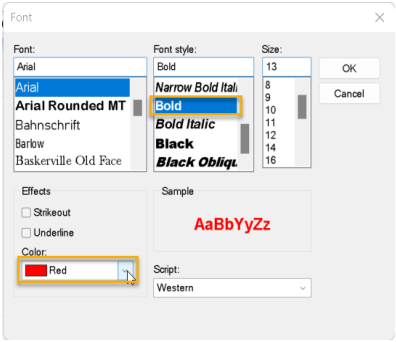 Font
Font:
Arial
Arial
Arial Rounded MT
Bahnschrift
Barlow
Baskerville Old Face
Font style:
Bold
Narrow Bold Itali
Bold
Bold Italic
Black
Black Obliqu
Size:
13
8
9
10
11
12
14
16
OK
Cancel
Effects
Strikeout
Underline
Color:
Red
Sample
AaBbYyZz
Script:
Western